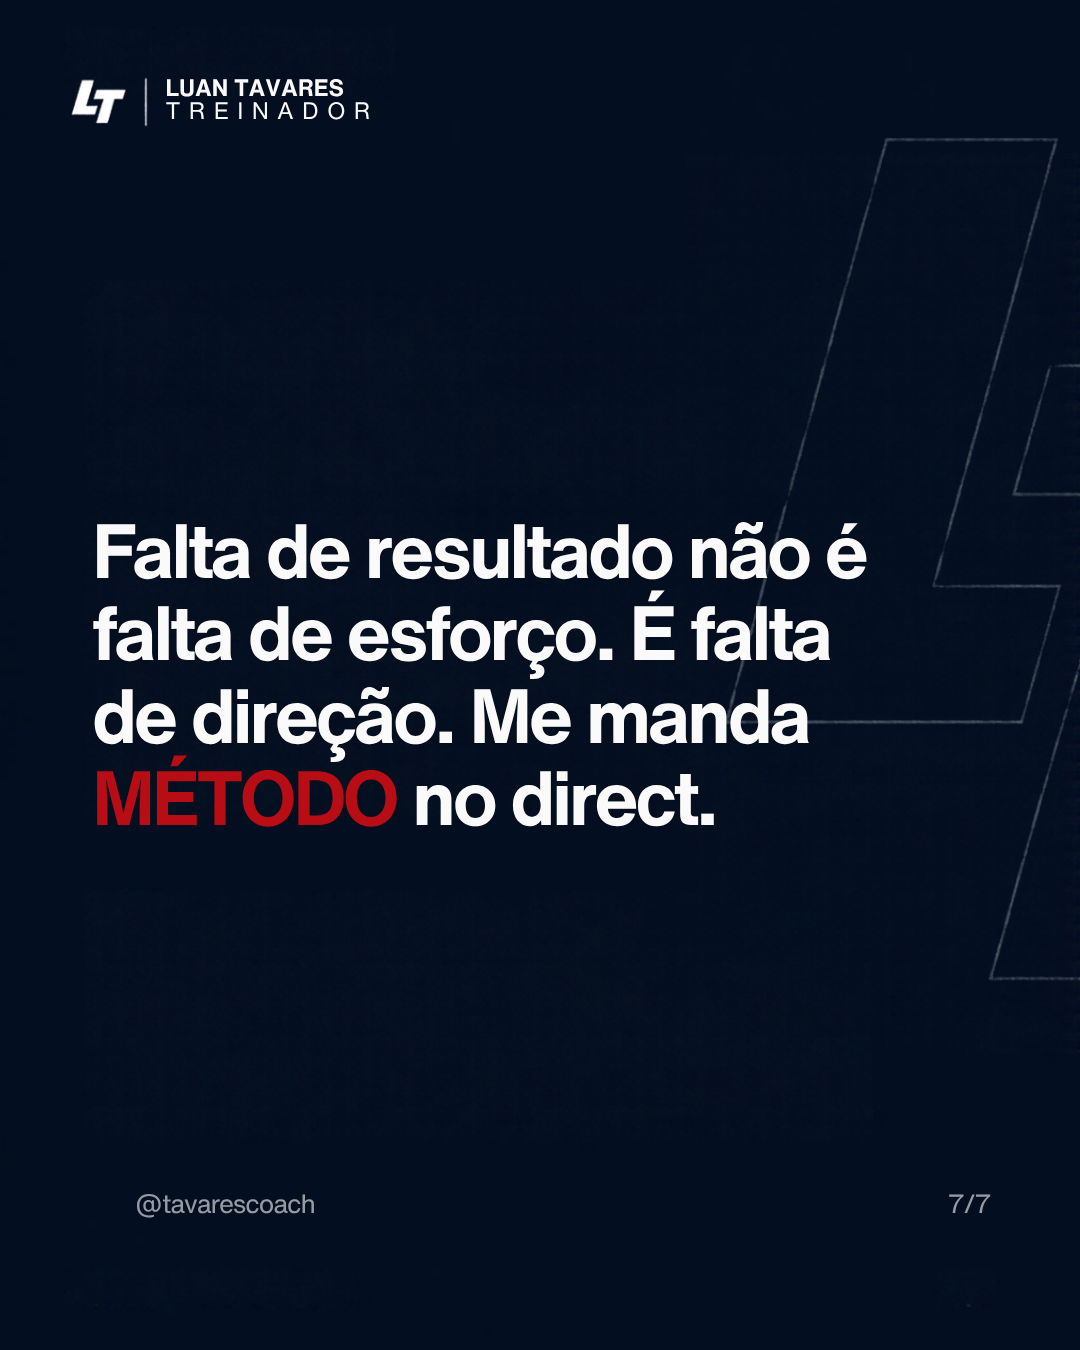 LT
LUAN TAVARES
TREINADOR
Falta de resultado não é
falta de esforço. É falta
de direção. Me manda
MÉTODO no direct.
@tavarescoach
7/7